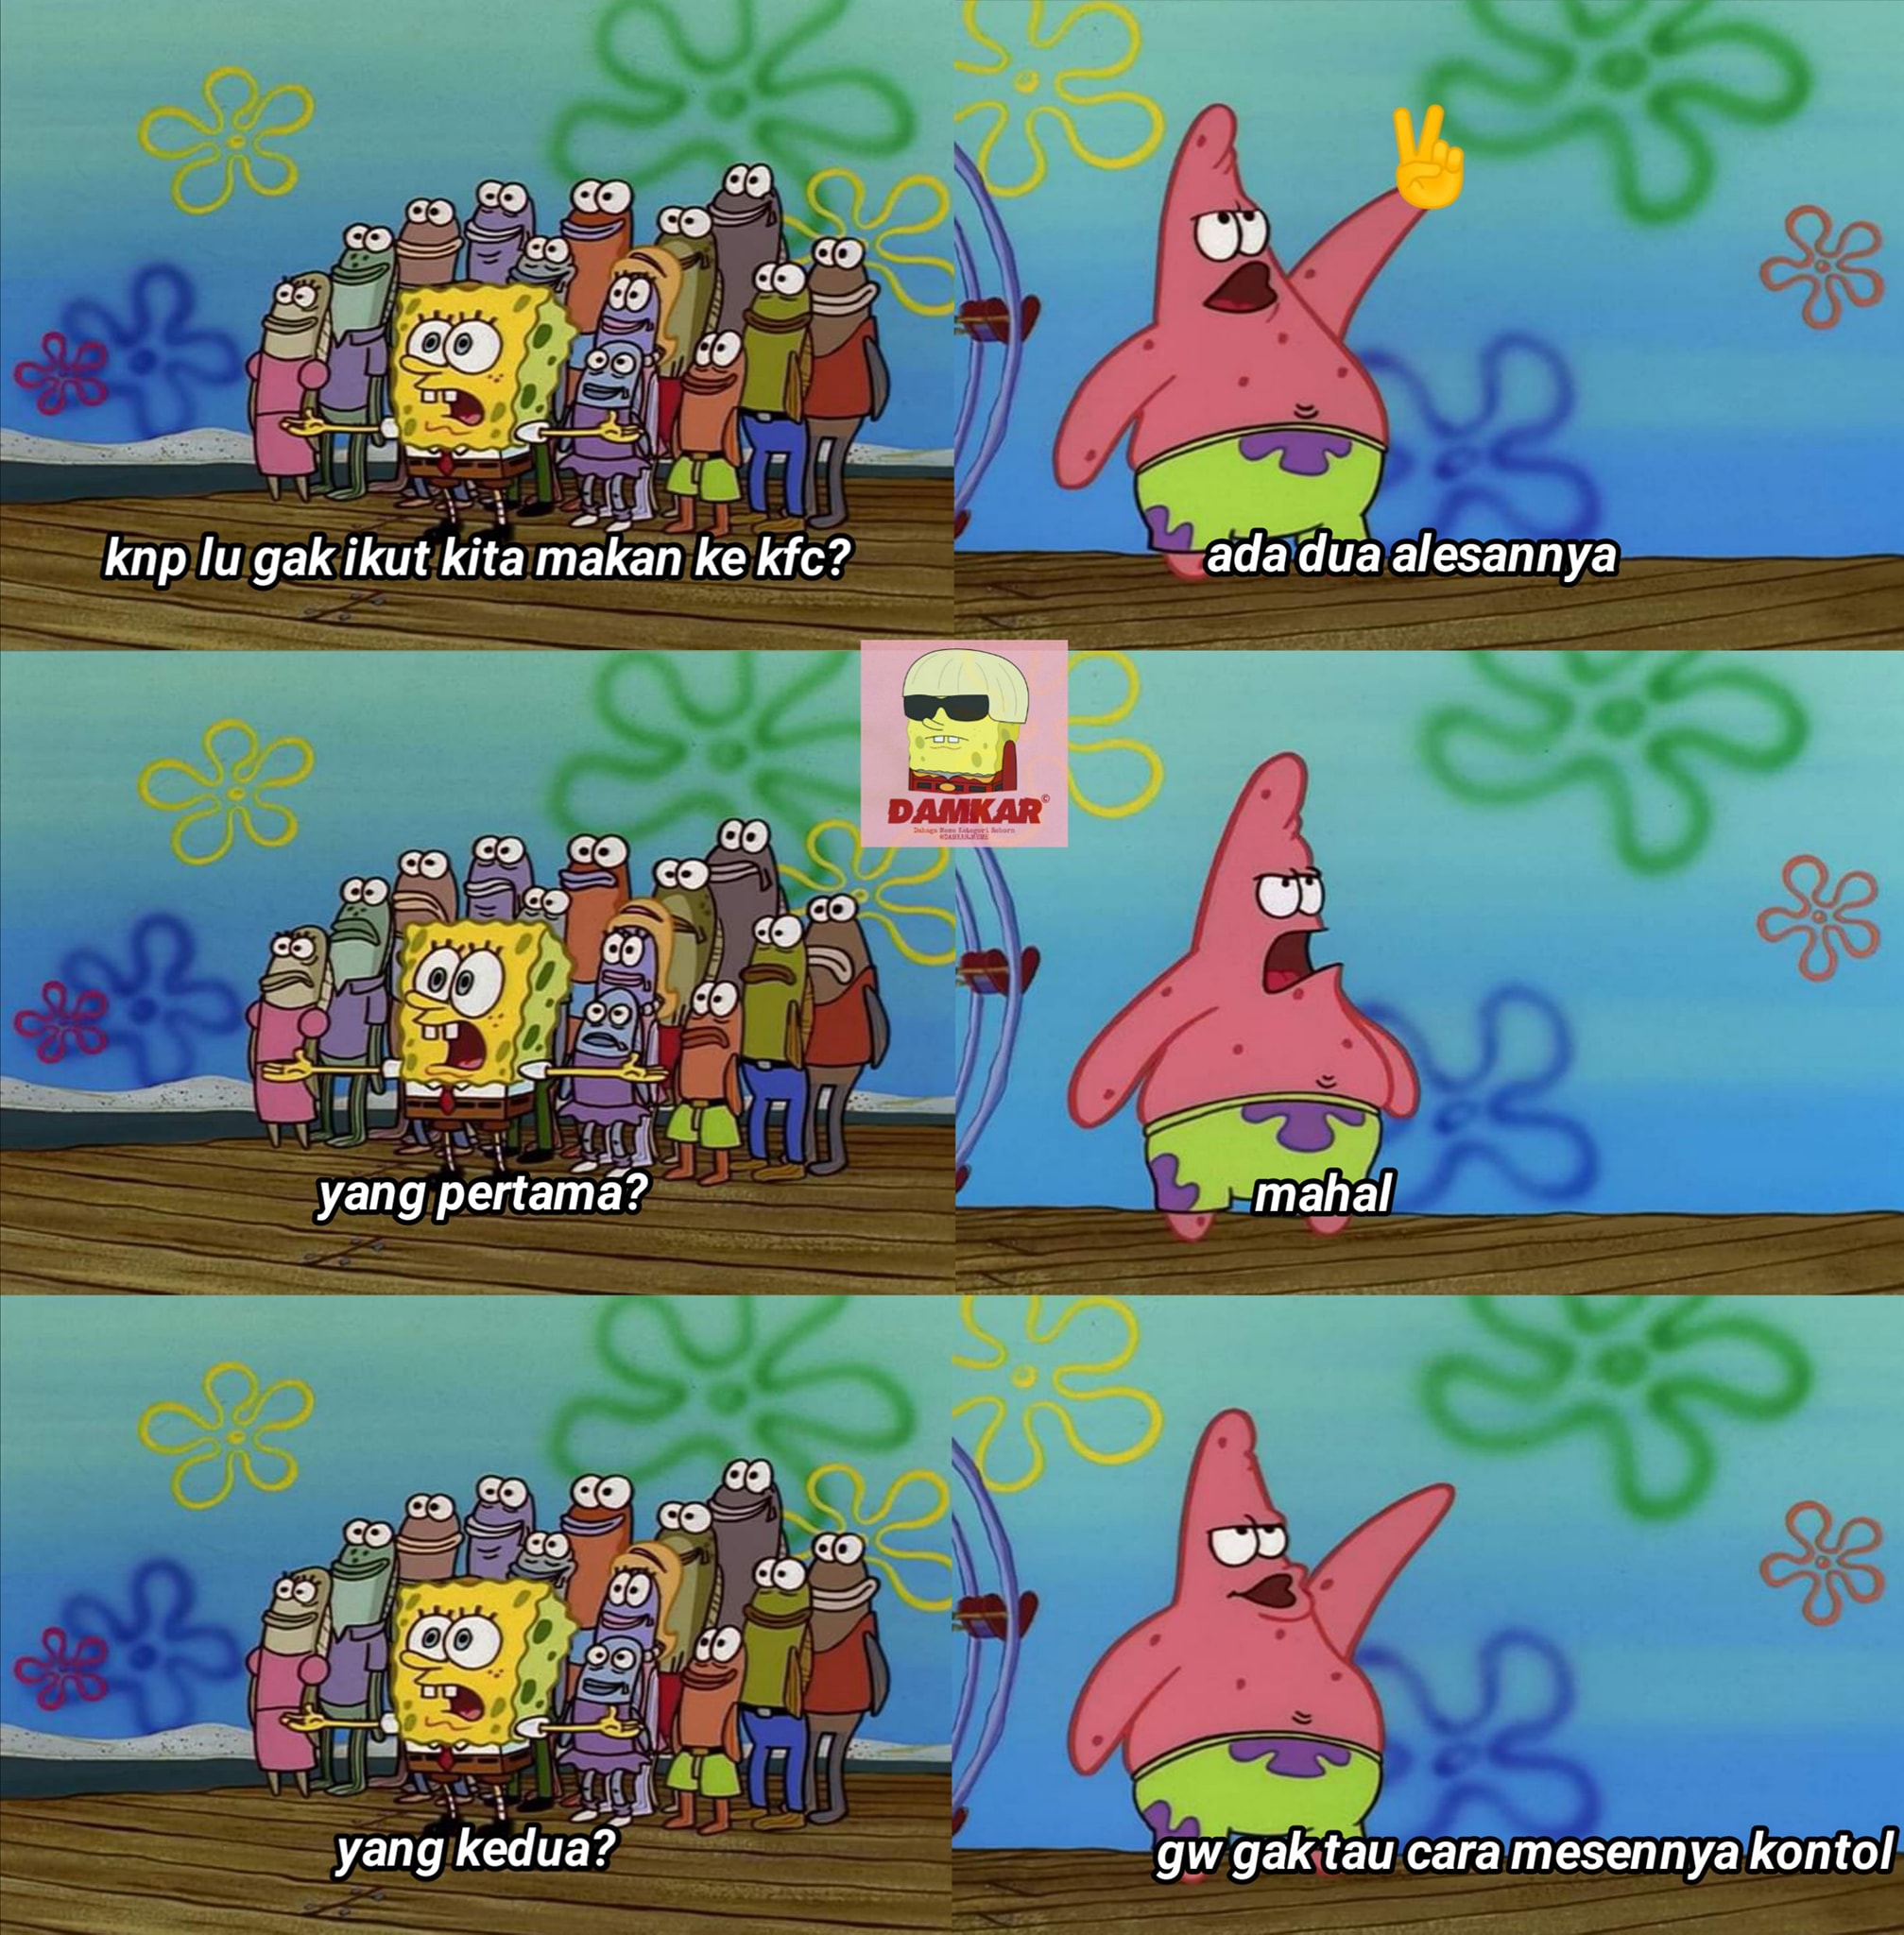 knp lu gak ikut kita makan ke kfc?
ada dua alesannya
DAMKAR©
yang pertama?
mahal
yang kedua?
gw gak tau cara mesennya kontol